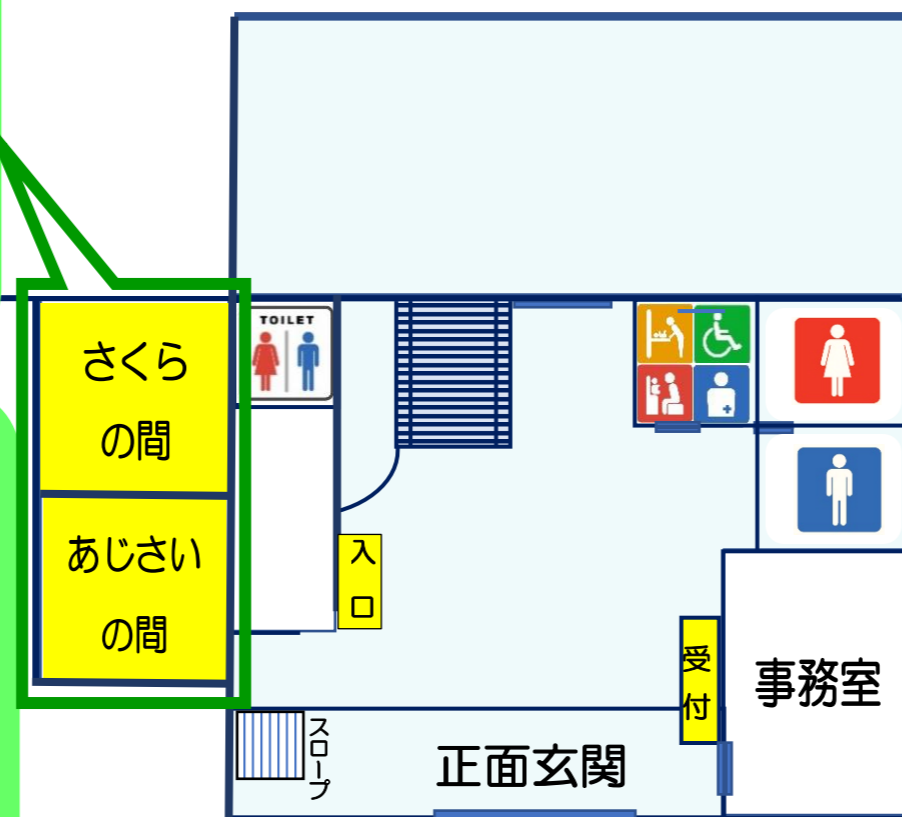 TOILET
さくら
の間
あじさい
の間
入口
受付
事務室
スロープ
正面玄関